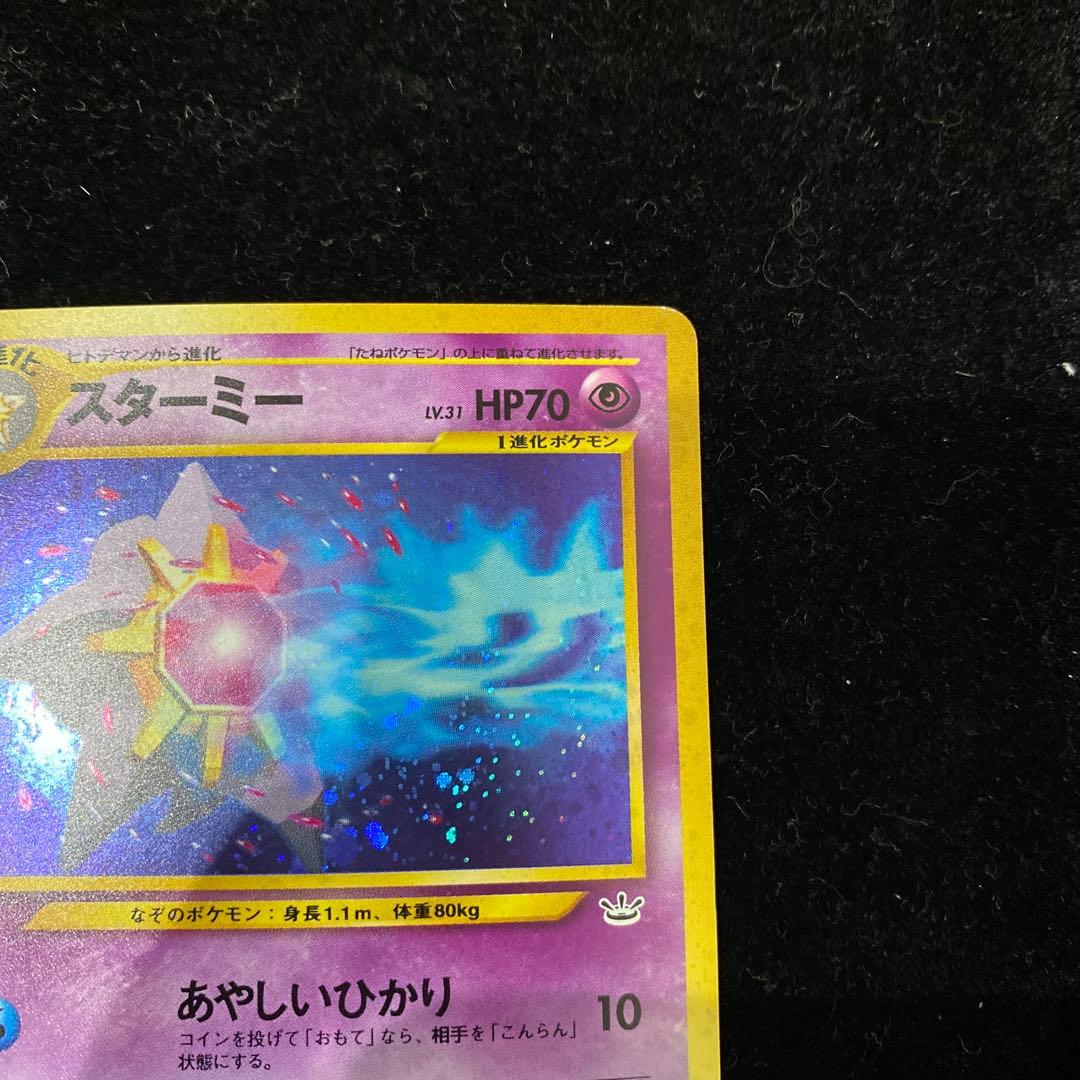 進化
ヒトデマンから進化
「たねポケモン」の上に重ねて進化させます。
スターミー
LV.31 HP70
1進化ポケモン
なぞのポケモン：身長1.1m、体重80kg
あやしいひかり 10
コインを投げて「おもて」なら、相手を「こんらん」
状態にする。